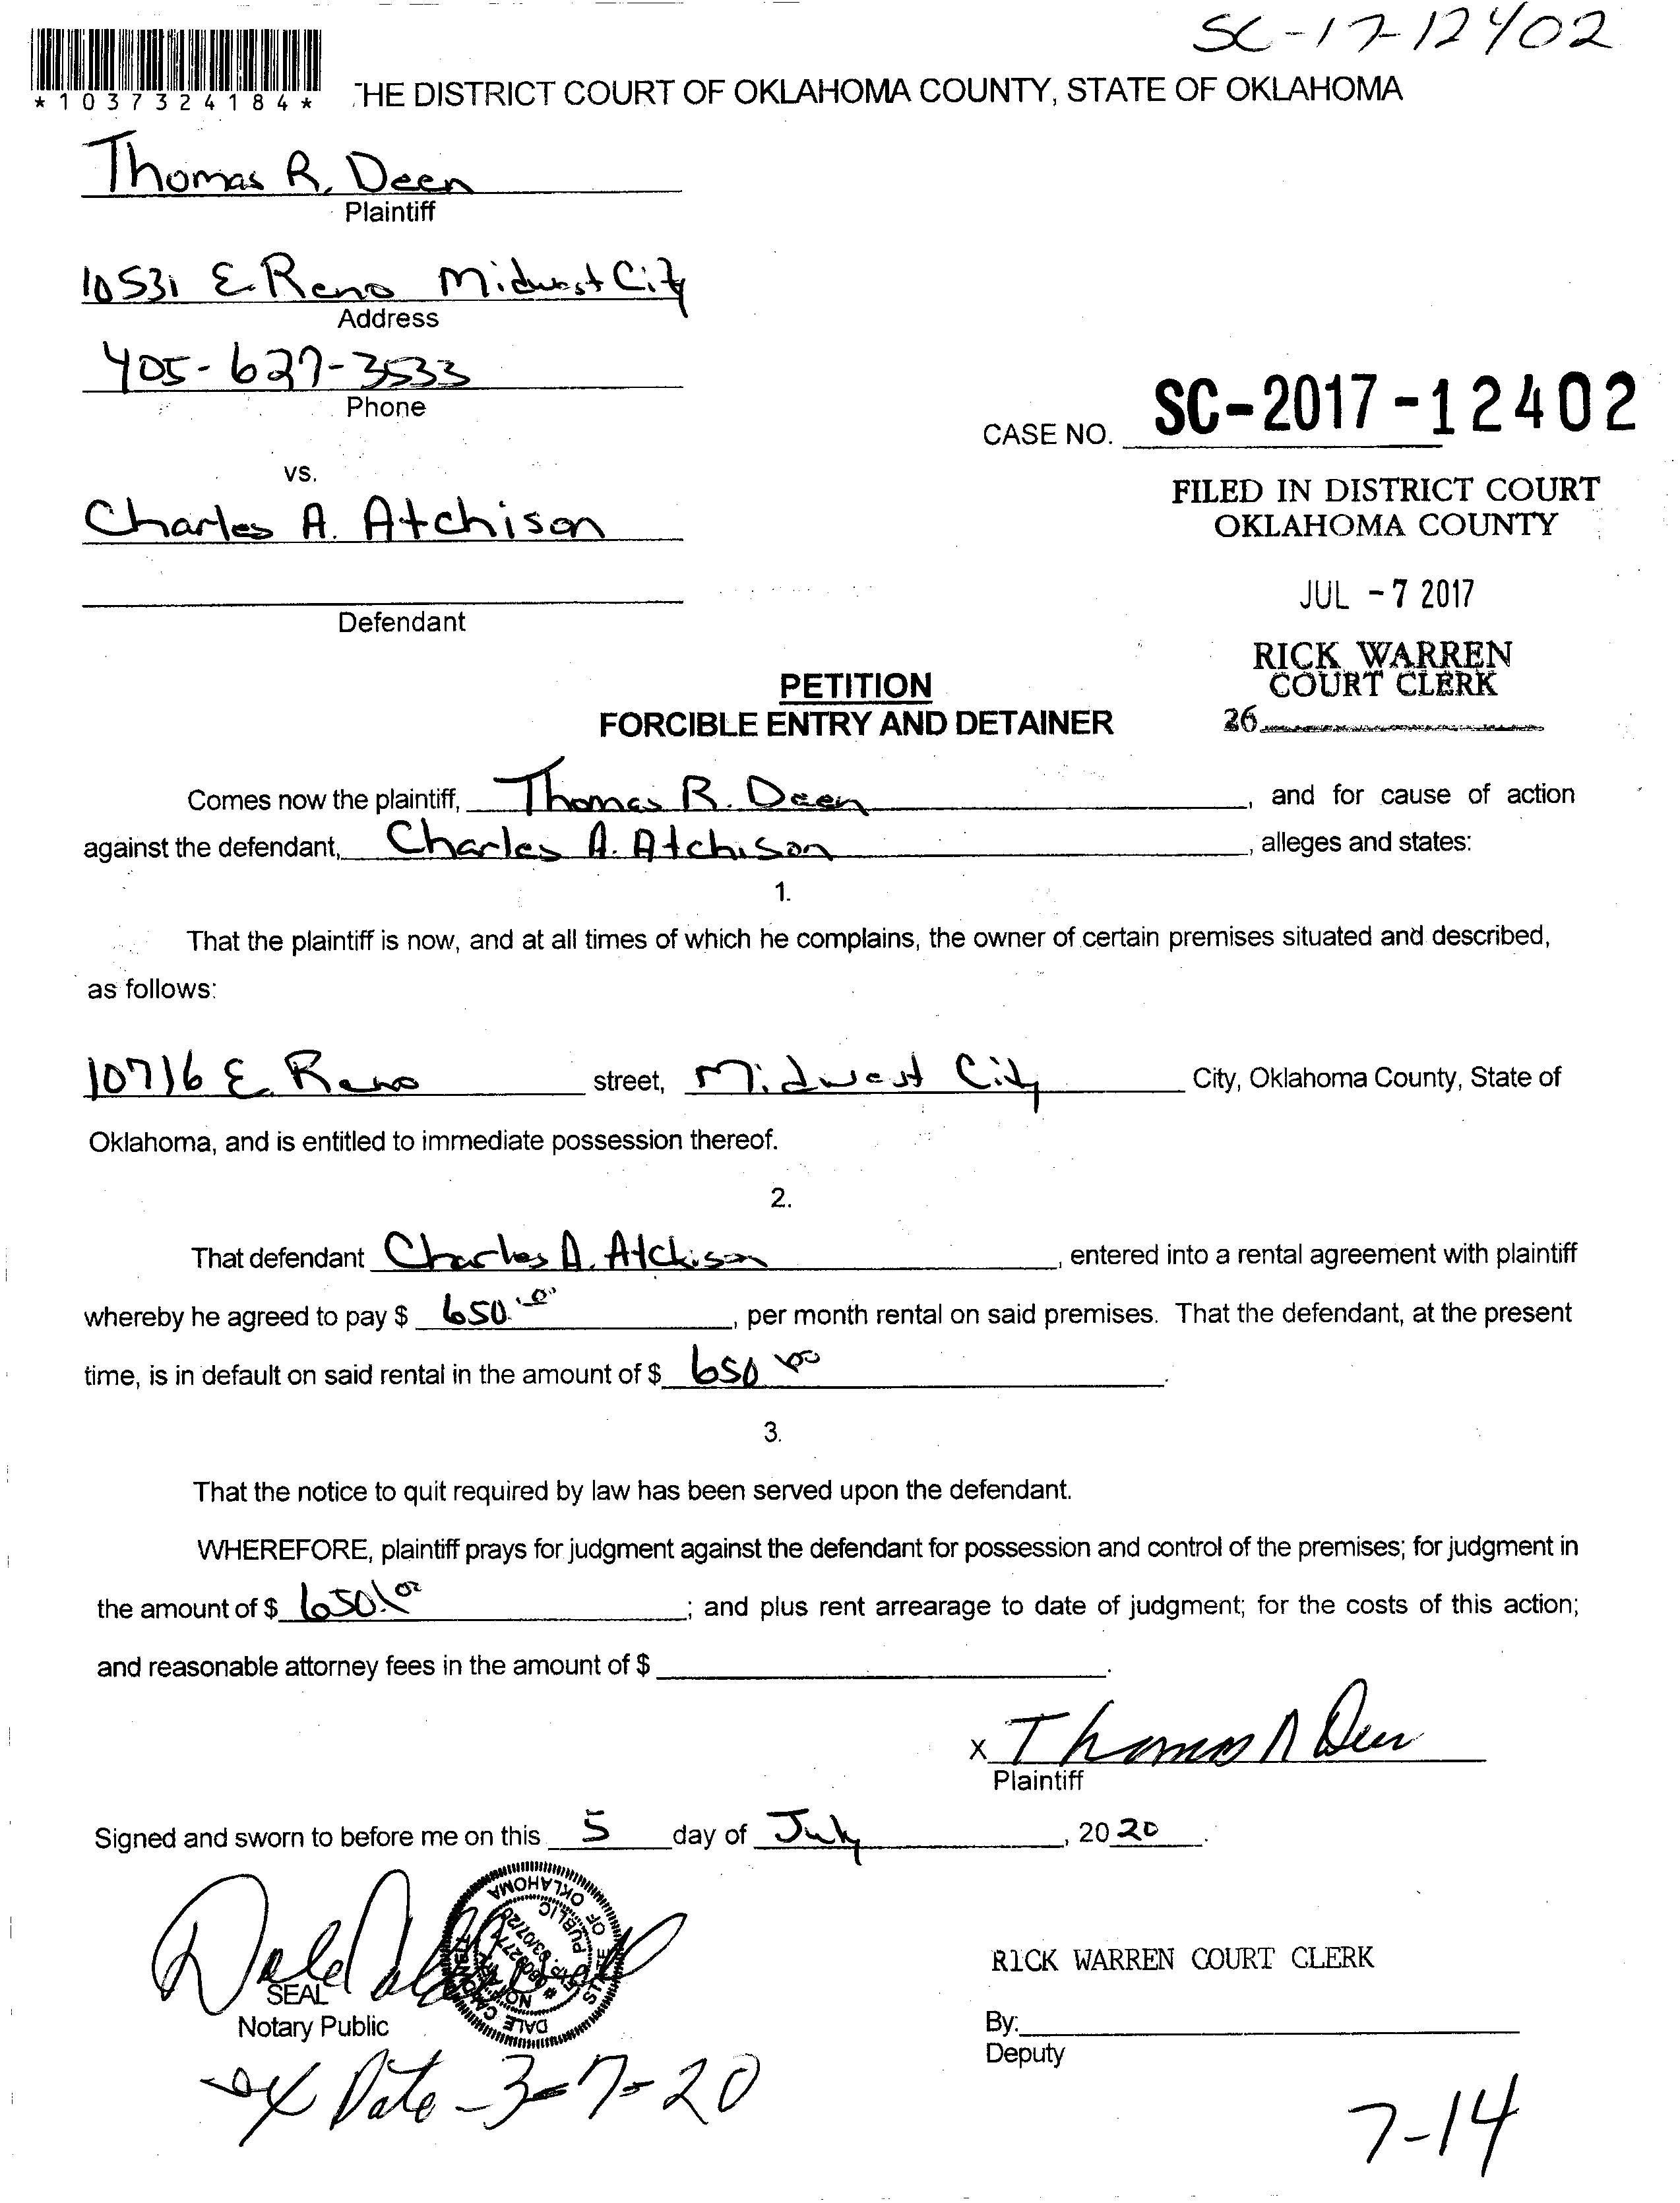 SC-17-12402
*1037324184*
THE DISTRICT COURT OF OKLAHOMA COUNTY, STATE OF OKLAHOMA
Thomas R. Deen
Plaintiff
10531 E. Reno Midwest City
Address
405-627-3533
Phone
CASE NO. SC-2017-12402
vs.
FILED IN DISTRICT COURT
OKLAHOMA COUNTY
Charles A. Atchison
JUL -7 2017
Defendant
RICK WARREN
COURT CLERK
26
PETITION
FORCIBLE ENTRY AND DETAINER
Comes now the plaintiff, Thomas R. Deen, and for cause of action
against the defendant, Charles A. Atchison, alleges and states:
1.
That the plaintiff is now, and at all times of which he complains, the owner of certain premises situated and described,
as follows:
10716 E. Reno street, Midwest City City, Oklahoma County, State of
Oklahoma, and is entitled to immediate possession thereof.
2.
That defendant Charles A. Atchison, entered into a rental agreement with plaintiff
whereby he agreed to pay $ 650.00, per month rental on said premises. That the defendant, at the present
time, is in default on said rental in the amount of $ 650.00.
3.
That the notice to quit required by law has been served upon the defendant.
WHEREFORE, plaintiff prays for judgment against the defendant for possession and control of the premises; for judgment in
the amount of $ 650.00; and plus rent arrearage to date of judgment; for the costs of this action;
and reasonable attorney fees in the amount of $.
x Thomas R Deen
Plaintiff
Signed and sworn to before me on this 5 day of July, 2020.
STATE OF OKLAHOMA
PUBLIC
DALE
SEAL
Notary Public
RICK WARREN COURT CLERK
By:
Deputy
Date - 3-7-20
7-14